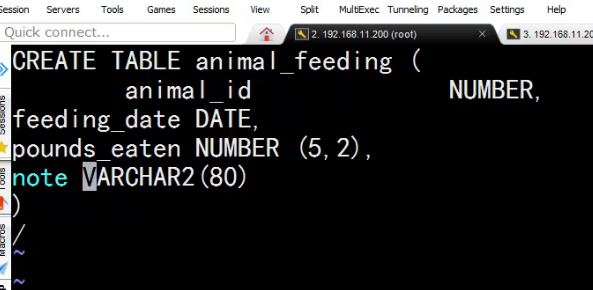 Session Servers Tools Games Sessions View Split MultiExec Tunneling Packages Settings Help
Quick connect...
2. 192.168.11.200 (root)
3. 192.168.11.20
CREATE TABLE animal_feeding (
animal_id NUMBER,
feeding_date DATE,
pounds_eaten NUMBER (5,2),
note VARCHAR2(80)
)
/
~
~
Sessions
Tools
Macros